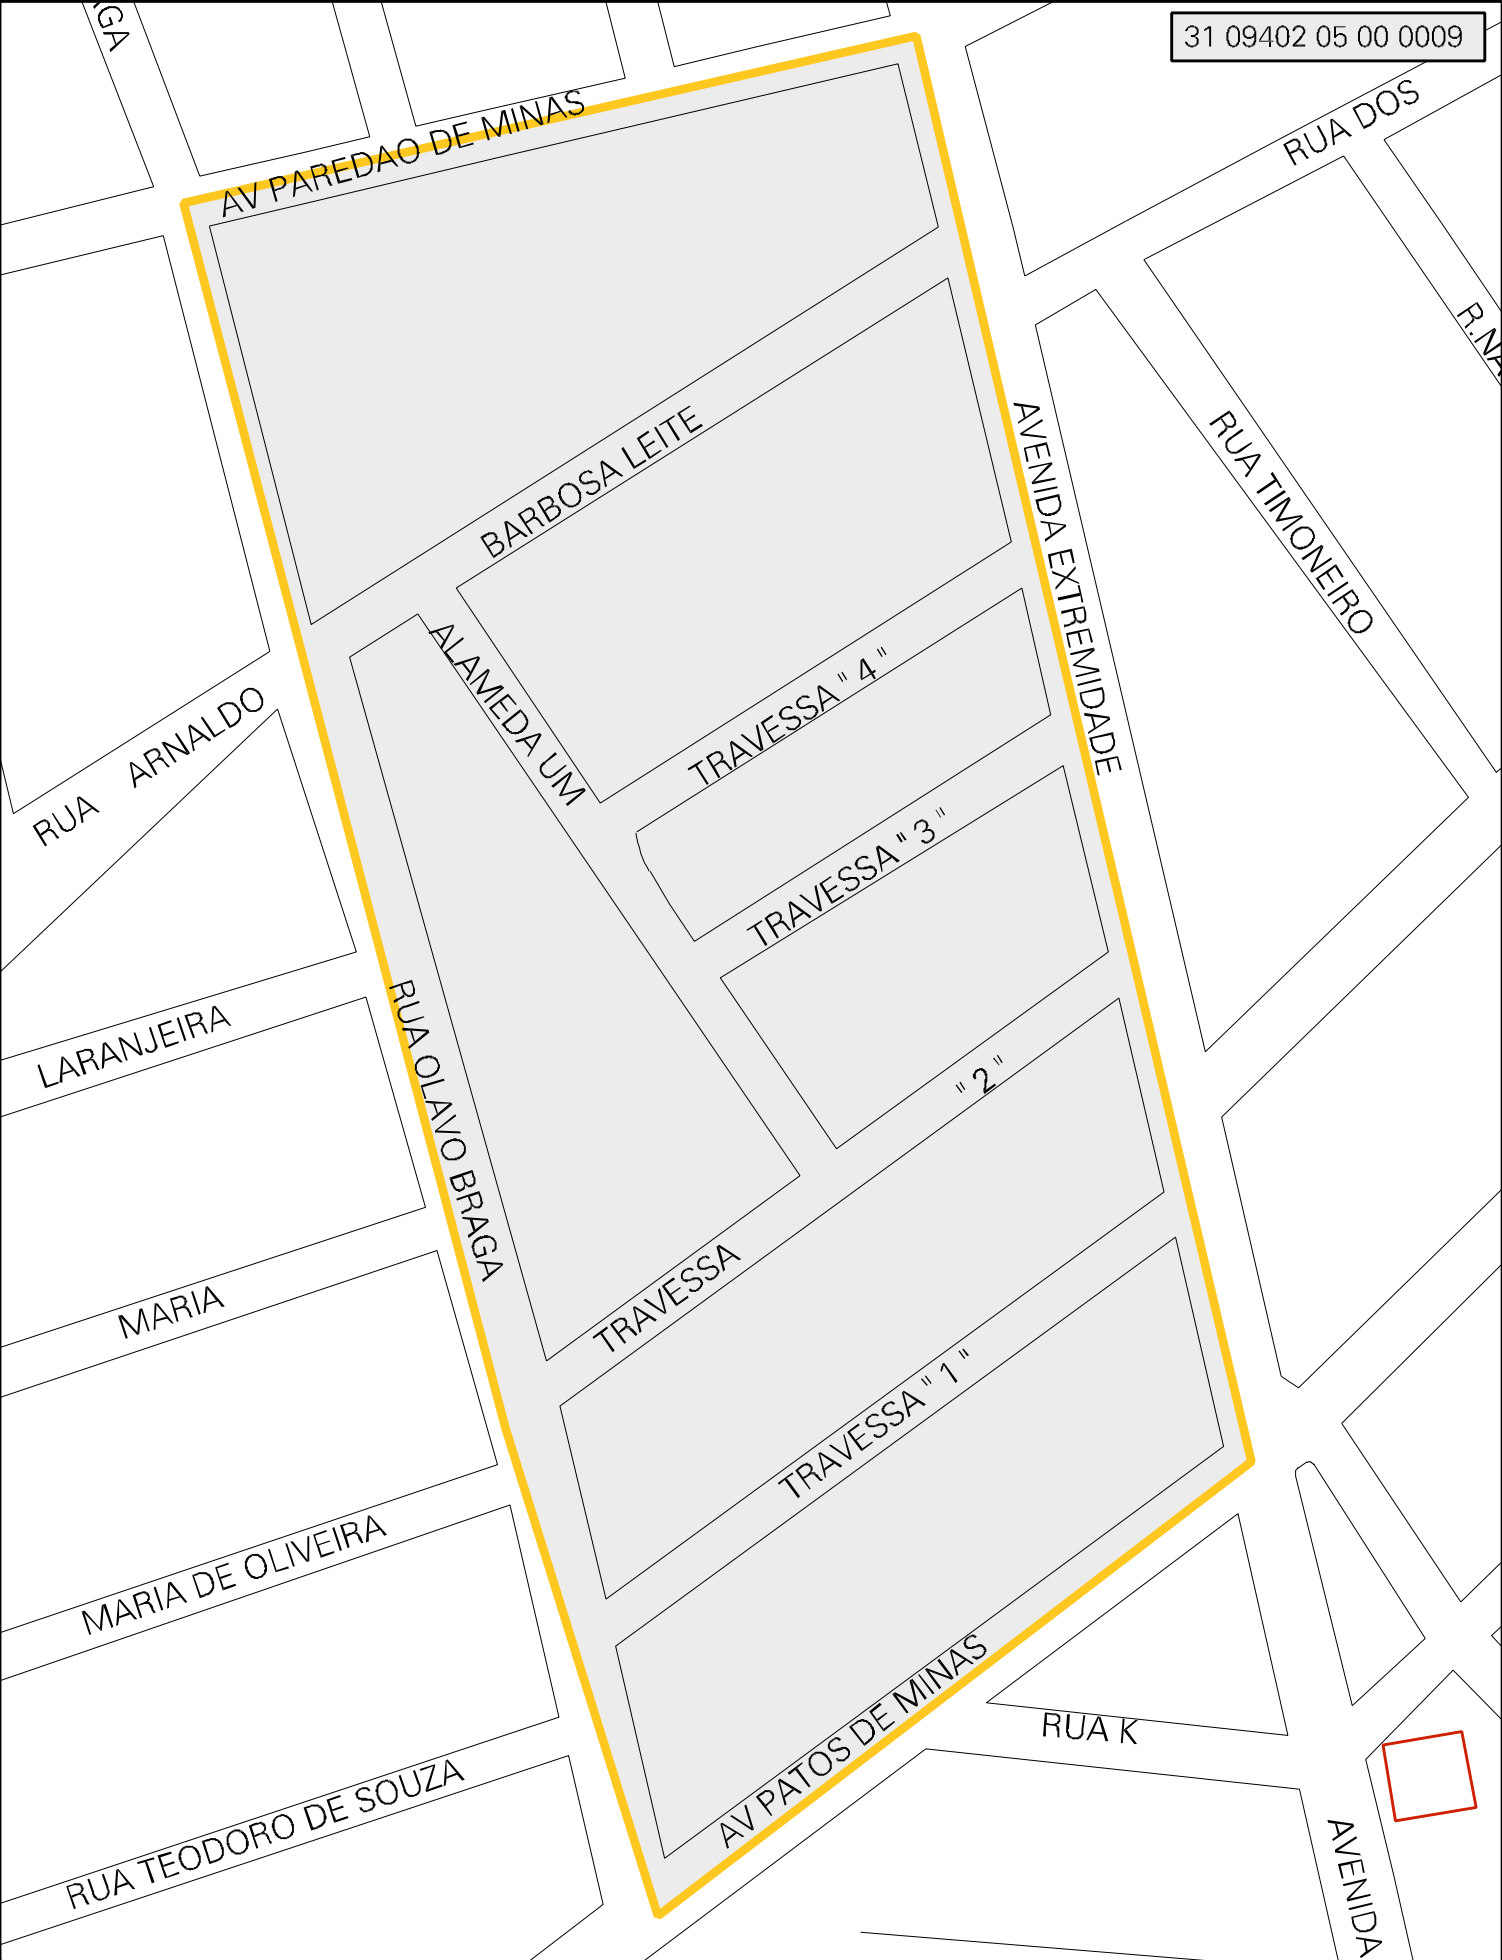 GA
31 09402 05 00 0009
RUA DOS
AV PAREDAO DE MINAS
BARBOSA LEITE
AVENIDA EXTREMIDADE
RUA TIMONEIRO
ALAMEDA UM
TRAVESSA " 4 "
RUA ARNALDO
TRAVESSA " 3 "
LARANJEIRA
RUA OLAVO BRAGA
TRAVESSA " 2 "
MARIA
TRAVESSA " 1 "
MARIA DE OLIVEIRA
AV PATOS DE MINAS
RUA K
RUA TEODORO DE SOUZA
AVENIDA